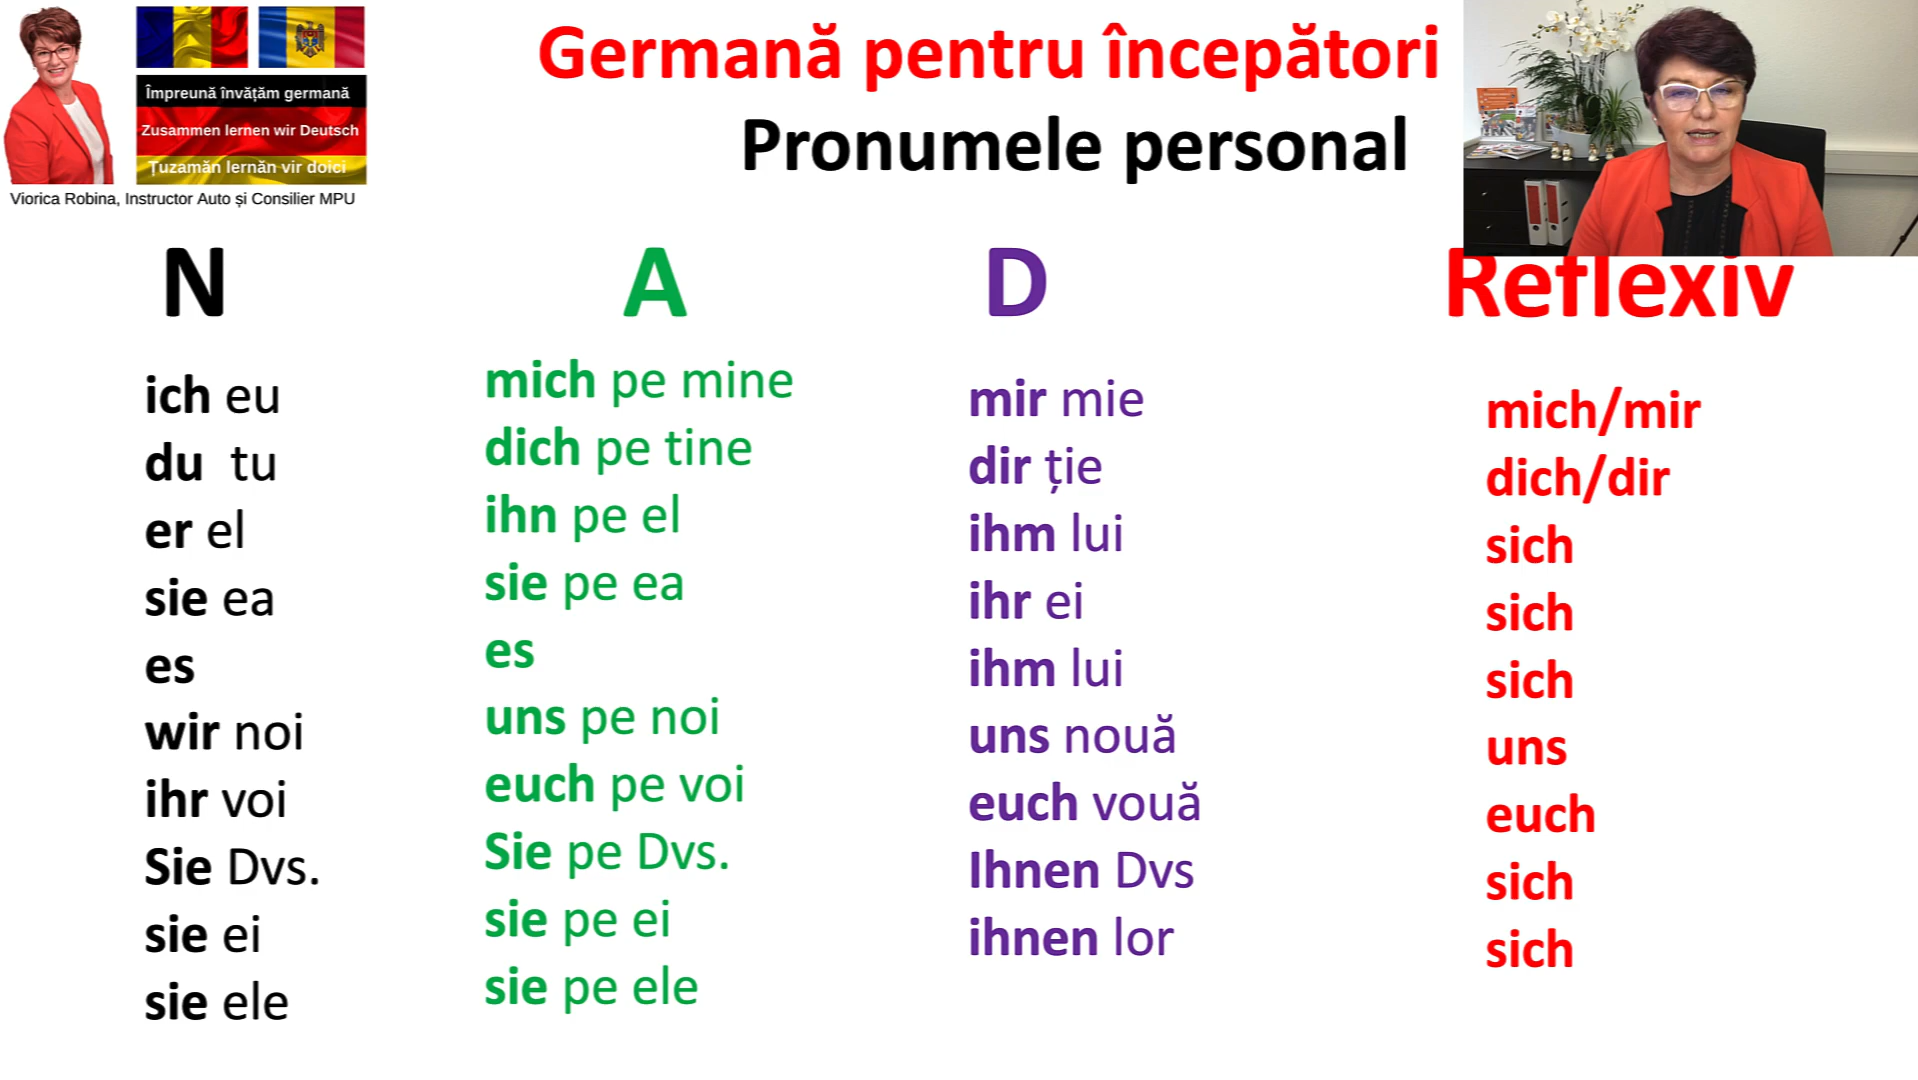 Împreună învățăm germană
Zusammen lernen wir Deutsch
Țuzamăn lernăn vir doici
Viorica Robina, Instructor Auto și Consilier MPU
Germană pentru începători
Pronumele personal
N
ich eu
du tu
er el
sie ea
es
wir noi
ihr voi
Sie Dvs.
sie ei
sie ele
A
mich pe mine
dich pe tine
ihn pe el
sie pe ea
es
uns pe noi
euch pe voi
Sie pe Dvs.
sie pe ei
sie pe ele
D
mir mie
dir ție
ihm lui
ihr ei
ihm lui
uns nouă
euch vouă
Ihnen Dvs
ihnen lor
Reflexiv
mich/mir
dich/dir
sich
sich
sich
uns
euch
sich
sich